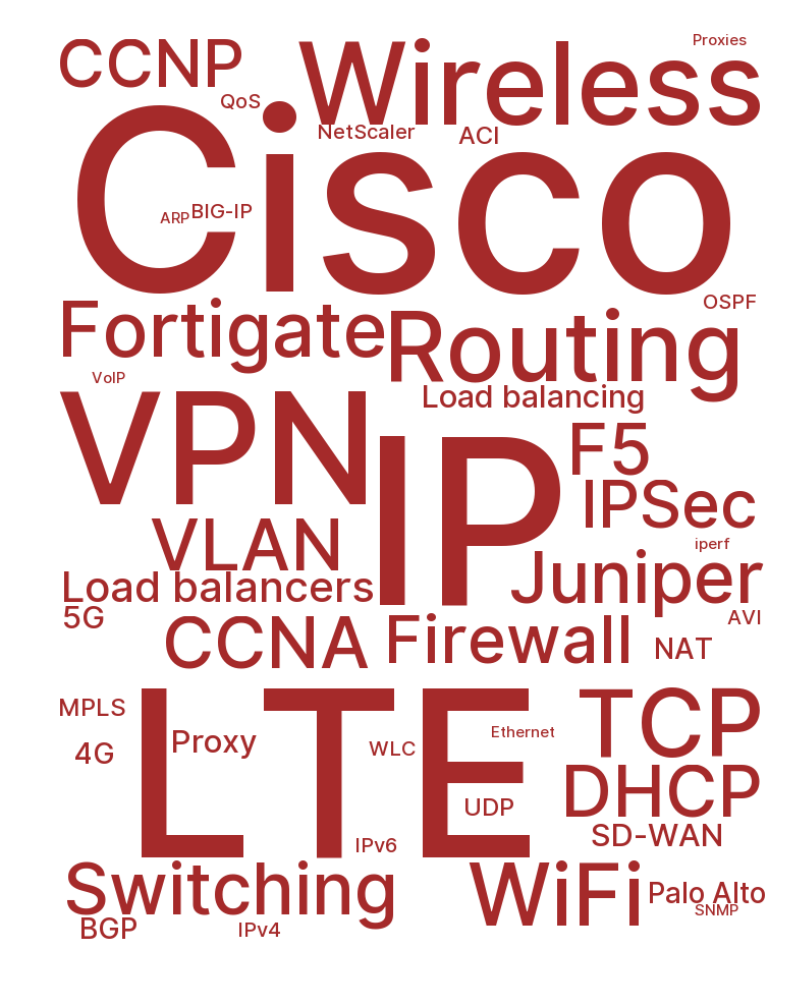 Proxies
CCNP
Wireless
QoS
NetScaler
ACI
Cisco
ARP
BIG-IP
OSPF
Fortigate
Routing
VoIP
Load balancing
VPN
IP
F5
IPSec
VLAN
iperf
Juniper
Load balancers
5G
AVI
CCNA
Firewall
NAT
MPLS
LTE
TCP
Proxy
Ethernet
4G
WLC
DHCP
UDP
SD-WAN
IPv6
Switching
WiFi
Palo Alto
SNMP
BGP
IPv4